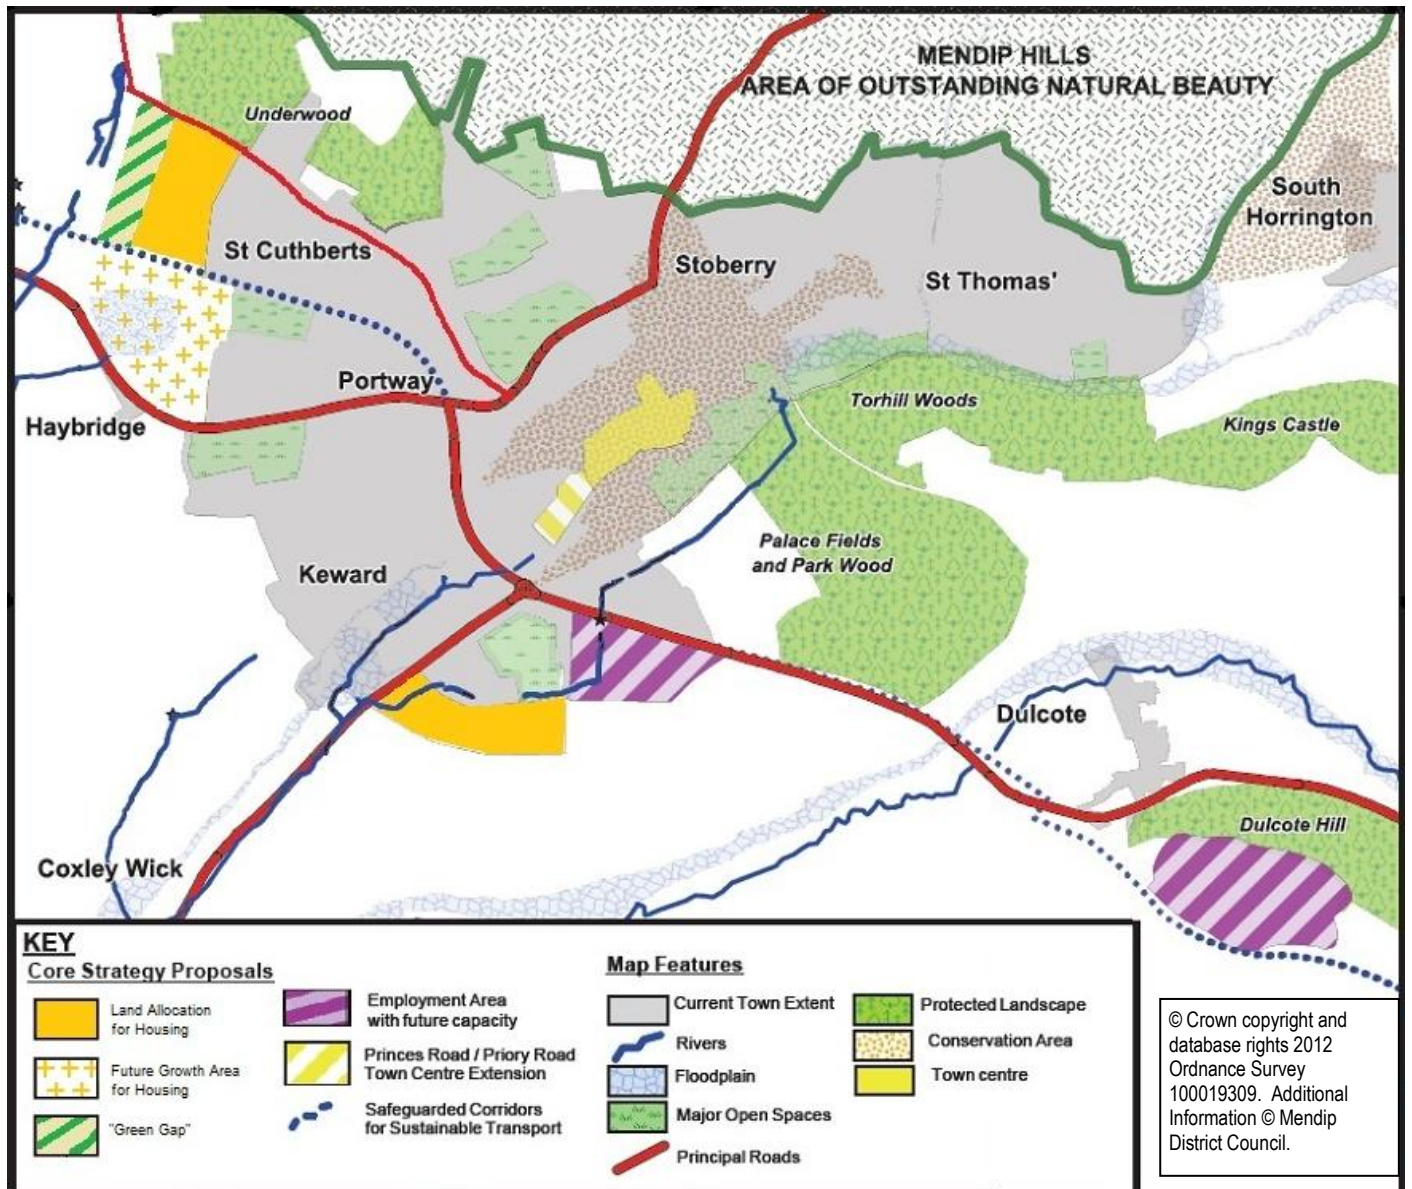 MENDIP HILLS
AREA OF OUTSTANDING NATURAL BEAUTY
Underwood
South
Horrington
St Cuthberts
Stoberry
St Thomas'
Portway
Haybridge
Torhill Woods
Kings Castle
Palace Fields
and Park Wood
Keward
Dulcote
Dulcote Hill
Coxley Wick
KEY
Core Strategy Proposals
Land Allocation
for Housing
Future Growth Area
for Housing
"Green Gap"
Employment Area
with future capacity
Princes Road / Priory Road
Town Centre Extension
Safeguarded Corridors
for Sustainable Transport
Map Features
Current Town Extent
Rivers
Floodplain
Major Open Spaces
Principal Roads
Protected Landscape
Conservation Area
Town centre
© Crown copyright and
database rights 2012
Ordnance Survey
100019309. Additional
Information © Mendip
District Council.